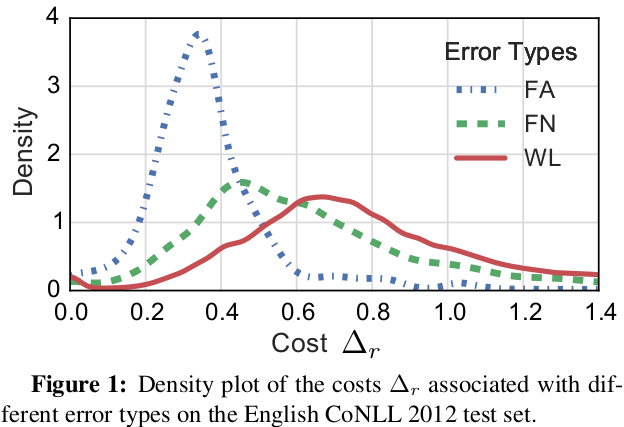 4
3
2
1
0
Density
Error Types
FA
FN
WL
0.0 0.2 0.4 0.6 0.8 1.0 1.2 1.4
Cost Δr
Figure 1: Density plot of the costs Δr associated with dif-
ferent error types on the English CoNLL 2012 test set.